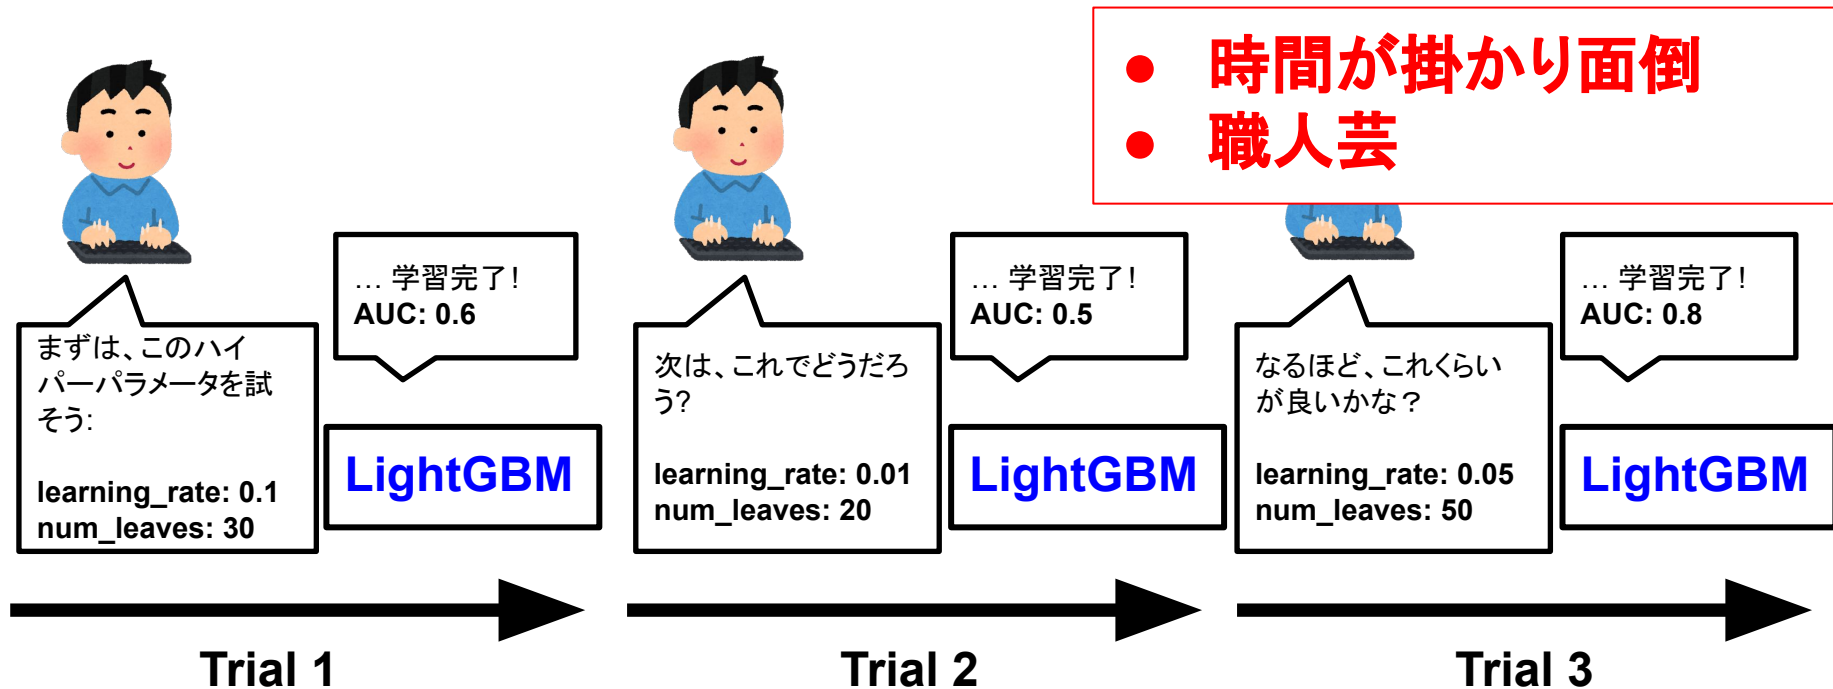 ● 時間が掛かり面倒
● 職人芸
まずは、このハイ
パーパラメータを試
そう:
learning_rate: 0.1
num_leaves: 30
… 学習完了!
AUC: 0.6
LightGBM
Trial 1
次は、これでどうだろ
う?
learning_rate: 0.01
num_leaves: 20
… 学習完了!
AUC: 0.5
LightGBM
Trial 2
なるほど、これくらい
が良いかな？
learning_rate: 0.05
num_leaves: 50
… 学習完了!
AUC: 0.8
LightGBM
Trial 3